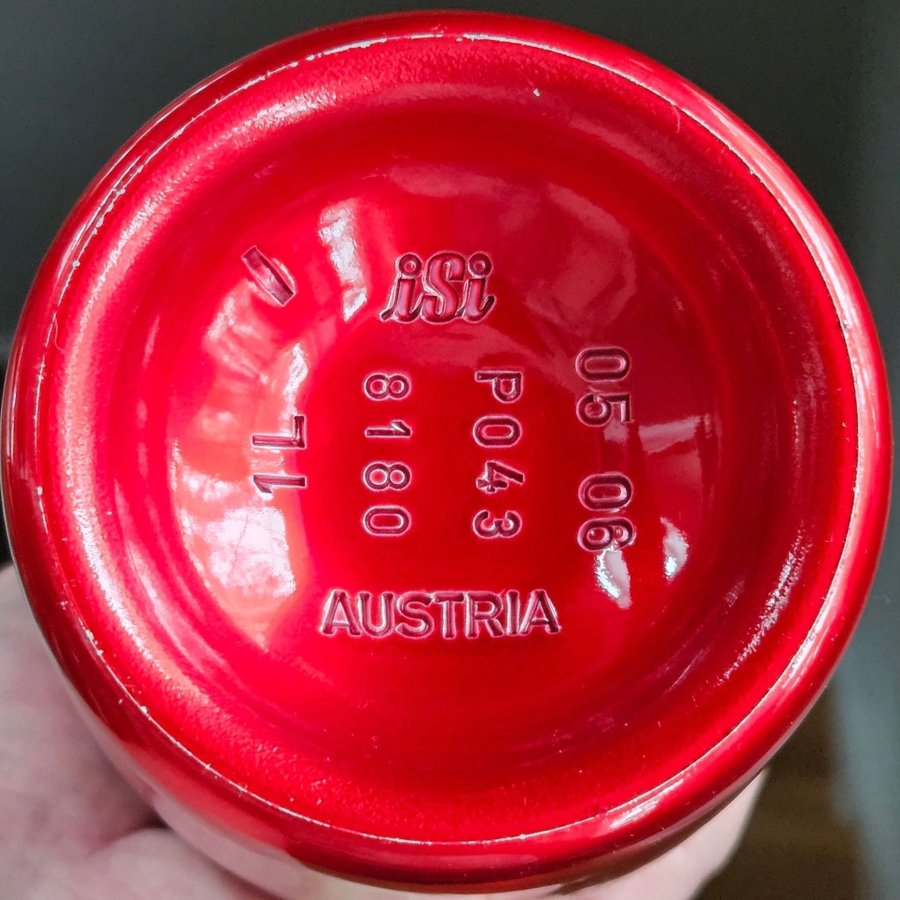 iSi
05 06
P043
8180
1L
AUSTRIA